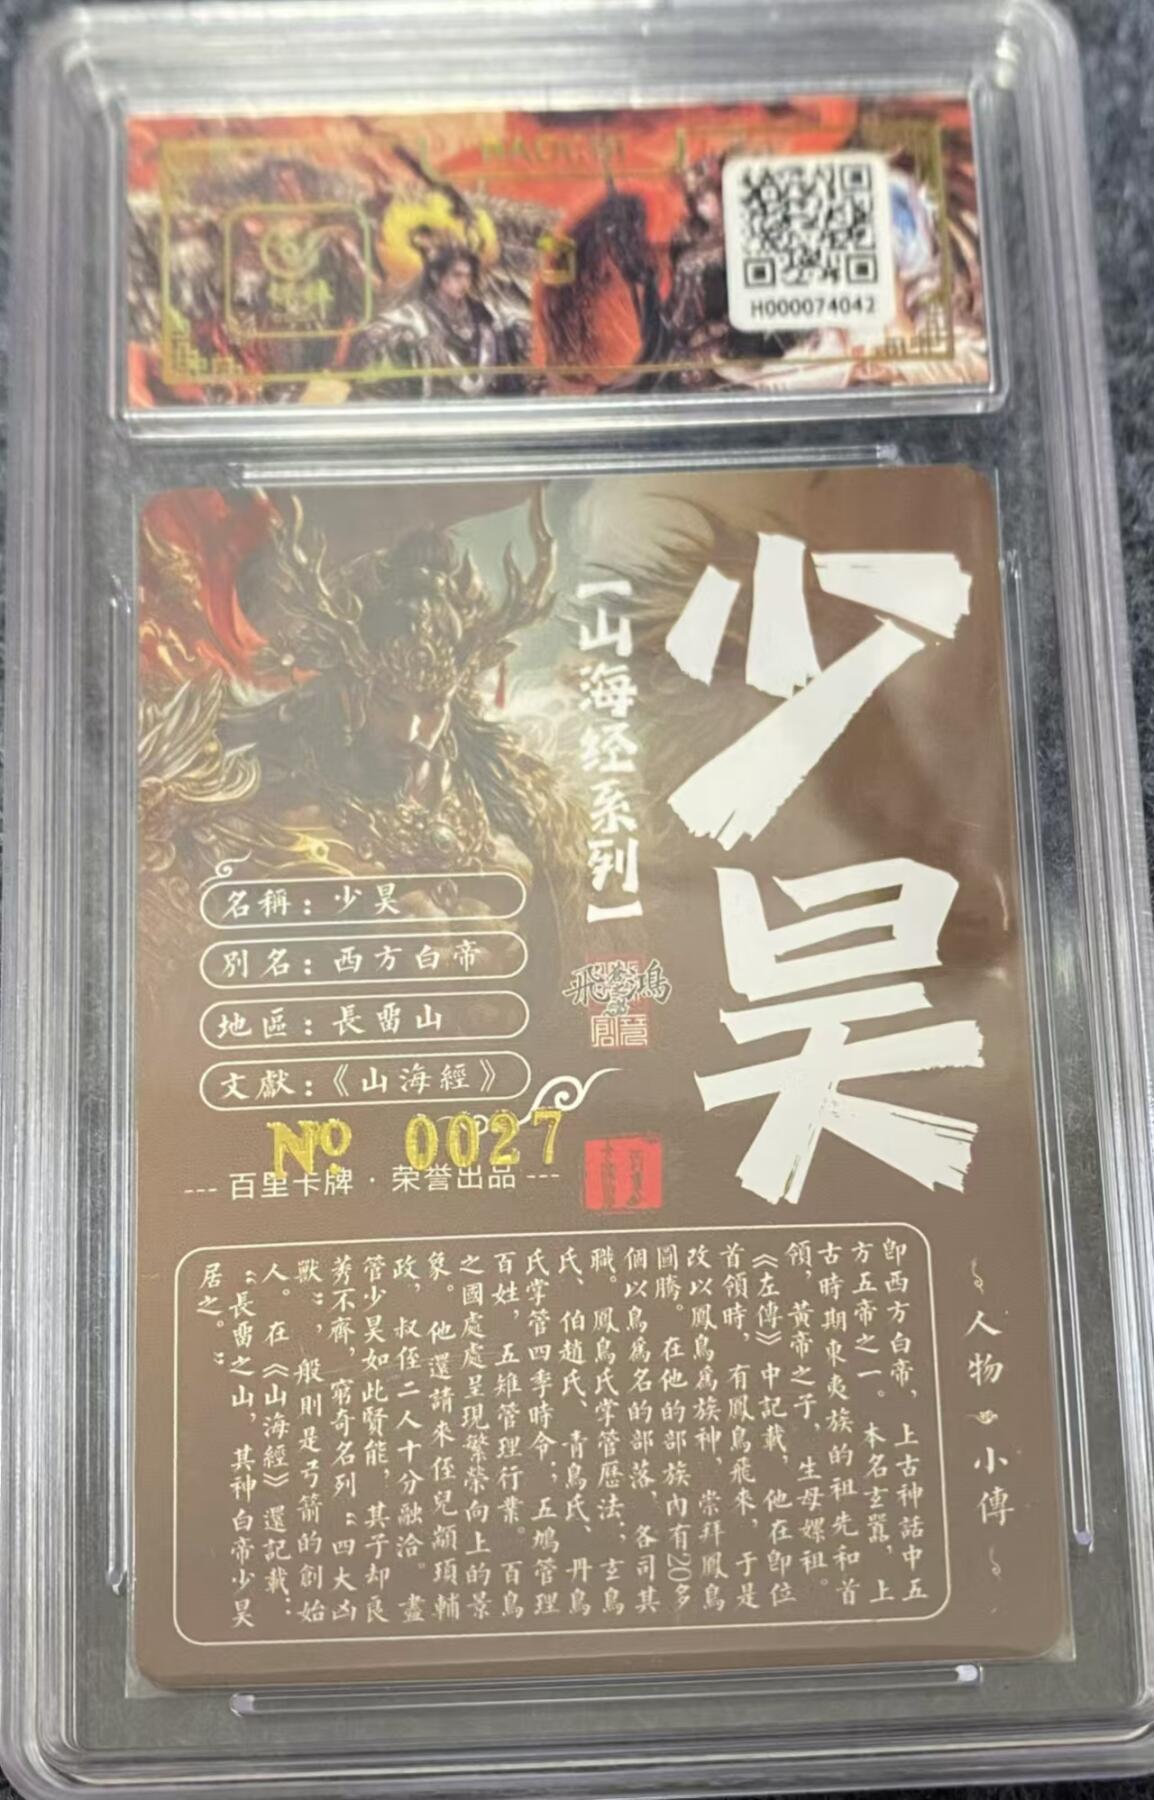 H000074042
少昊
【山海经系列】
飛鴻
名稱：少昊
別名：西方白帝
地區：長畱山
文獻：《山海經》
№ 0027
--- 百里卡牌 · 荣誉出品 ---
人物小傳
卽西方白帝，上古神話中五
方五帝之一。本名玄囂，上
古時期東夷族的祖先和首
領，黃帝之子，生母嫘祖。
《左傳》中記載，他在卽位
首領時，有鳳鳥飛來，于是
改以鳳鳥爲族神，崇拜鳳鳥
圖騰。在他的部族內有20多
個以鳥爲名的部落，各司其
職。鳳鳥氏掌管歷法；玄鳥
氏、伯趙氏、青鳥氏、丹鳥
氏掌管四季時令；五鳩管理
百姓，五雉管理行業。百鳥
之國處處呈現繁榮向上的景
象。他還請來侄兒顓頊輔
政，叔侄二人十分融洽。盡
管少昊如此賢能，其子却良
莠不齊，窮奇名列“四大凶
獸”，般則是弓箭的創始
人。在《山海經》還記載：
“長畱之山，其神白帝少昊
居之。”